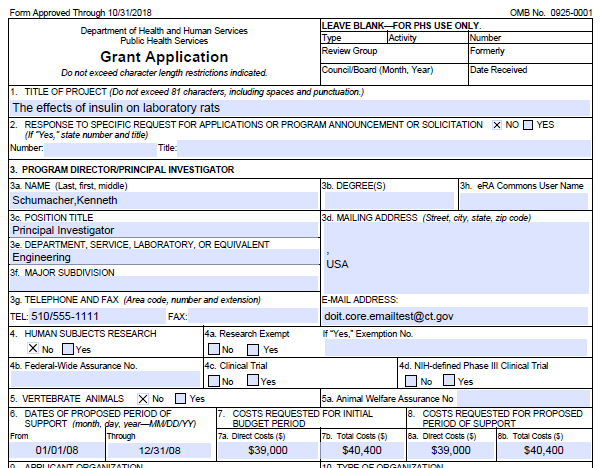 Form Approved Through 10/31/2018 OMB No. 0925-0001
Department of Health and Human Services
Public Health Services
Grant Application
Do not exceed character length restrictions indicated.
LEAVE BLANK—FOR PHS USE ONLY.
Type Activity Number
Review Group Formerly
Council/Board (Month, Year) Date Received
1. TITLE OF PROJECT (Do not exceed 81 characters, including spaces and punctuation.)
The effects of insulin on laboratory rats
2. RESPONSE TO SPECIFIC REQUEST FOR APPLICATIONS OR PROGRAM ANNOUNCEMENT OR SOLICITATION NO YES
(If "Yes," state number and title)
Number: Title:
3. PROGRAM DIRECTOR/PRINCIPAL INVESTIGATOR
3a. NAME (Last, first, middle) 3b. DEGREE(S) 3h. eRA Commons User Name
Schumacher,Kenneth
3c. POSITION TITLE 3d. MAILING ADDRESS (Street, city, state, zip code)
Principal Investigator
3e. DEPARTMENT, SERVICE, LABORATORY, OR EQUIVALENT
,
Engineering USA
3f. MAJOR SUBDIVISION
3g. TELEPHONE AND FAX (Area code, number and extension) E-MAIL ADDRESS:
TEL: 510/555-1111 FAX: doit.core.emailtest@ct.gov
4. HUMAN SUBJECTS RESEARCH 4a. Research Exempt If "Yes," Exemption No.
No Yes No Yes
4b. Federal-Wide Assurance No. 4c. Clinical Trial 4d. NIH-defined Phase III Clinical Trial
No Yes No Yes
5. VERTEBRATE ANIMALS No Yes 5a. Animal Welfare Assurance No
6. DATES OF PROPOSED PERIOD OF SUPPORT (month, day, year—MM/DD/YY) 7. COSTS REQUESTED FOR INITIAL BUDGET PERIOD 8. COSTS REQUESTED FOR PROPOSED PERIOD OF SUPPORT
From Through 7a. Direct Costs ($) 7b. Total Costs ($) 8a. Direct Costs ($) 8b. Total Costs ($)
01/01/08 12/31/08 $39,000 $40,400 $39,000 $40,400